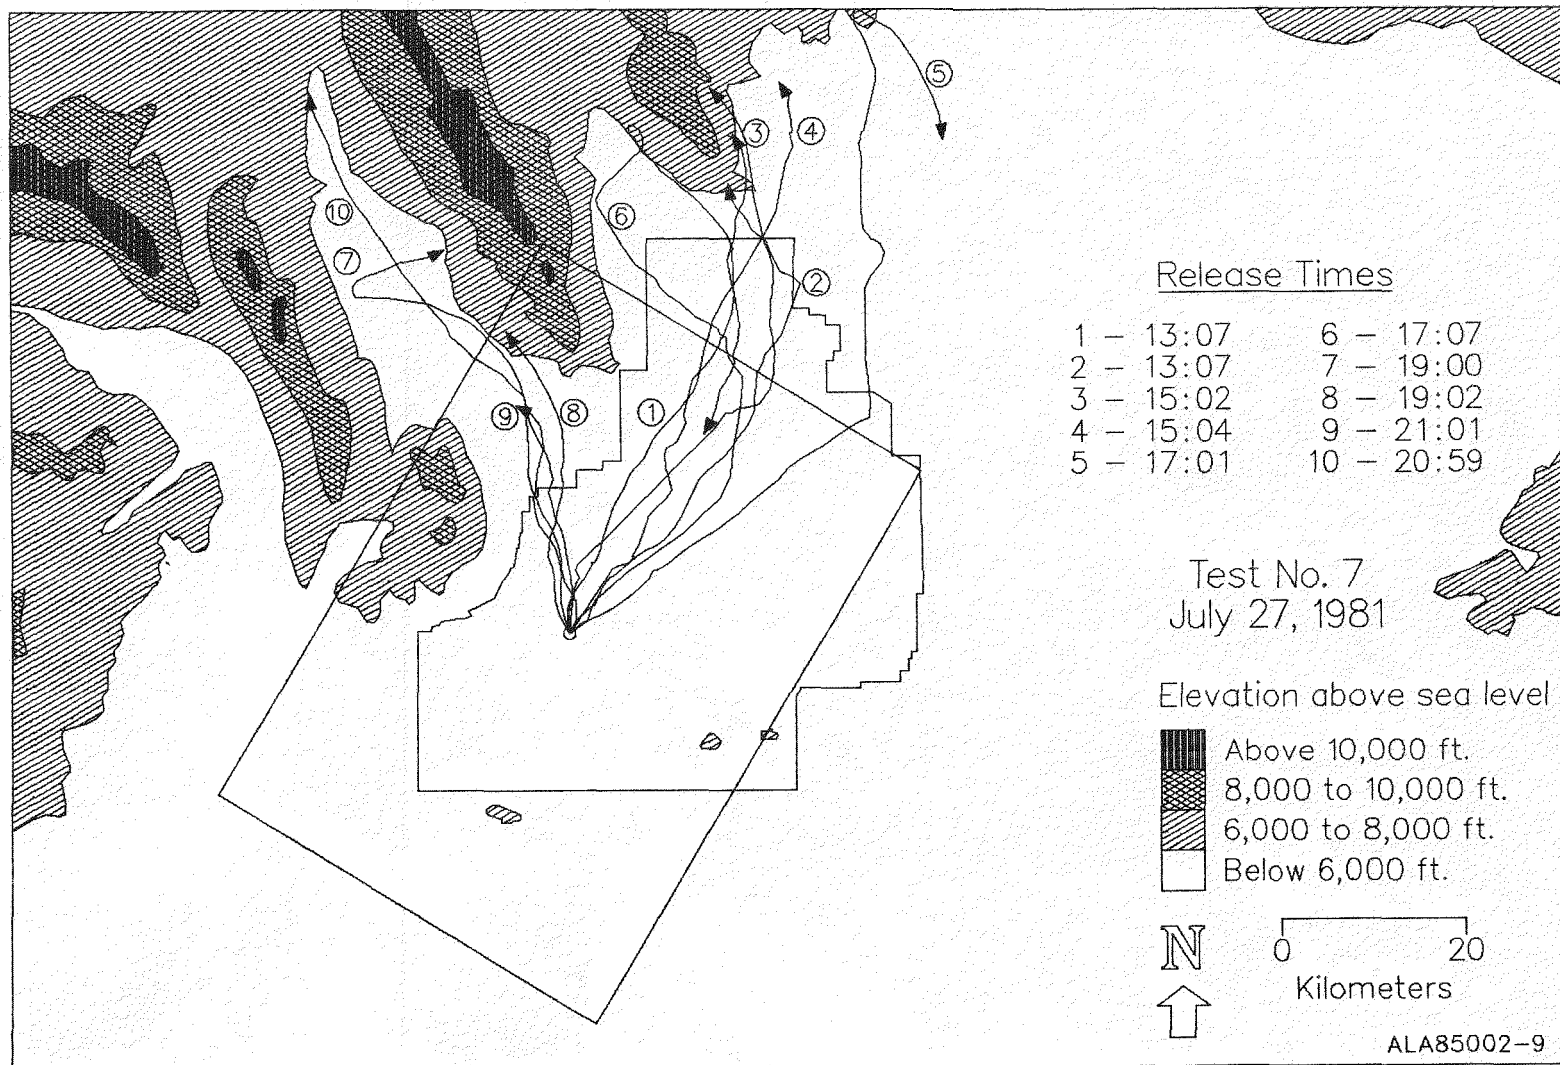 5
3
4
10
6
7
2
Release Times
1 – 13:07 6 – 17:07
2 – 13:07 7 – 19:00
3 – 15:02 8 – 19:02
4 – 15:04 9 – 21:01
5 – 17:01 10 – 20:59
9
8
1
Test No. 7
July 27, 1981
Elevation above sea level
Above 10,000 ft.
8,000 to 10,000 ft.
6,000 to 8,000 ft.
Below 6,000 ft.
N
0 20
Kilometers
ALA85002–9